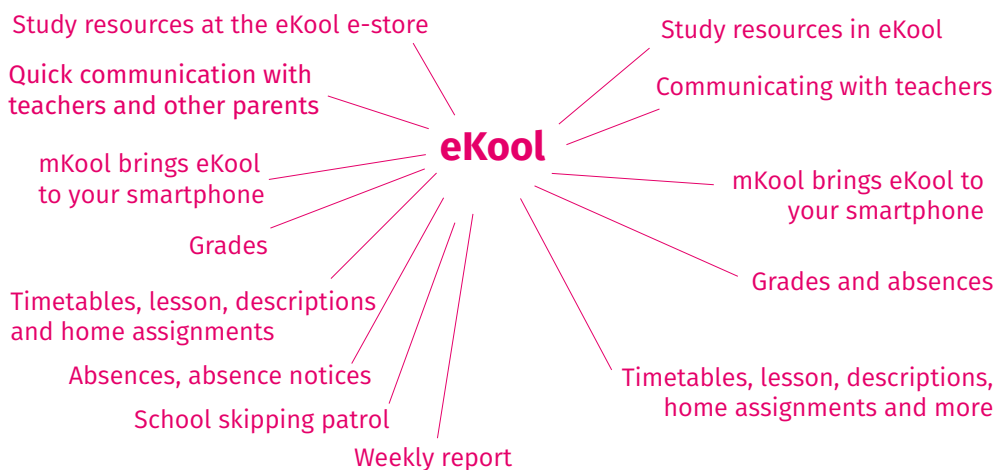 Study resources at the eKool e-store
Quick communication with
teachers and other parents
mKool brings eKool
to your smartphone
Grades
Timetables, lesson, descriptions
and home assignments
Absences, absence notices
School skipping patrol
Weekly report
eKool
Study resources in eKool
Communicating with teachers
mKool brings eKool to
your smartphone
Grades and absences
Timetables, lesson, descriptions,
home assignments and more